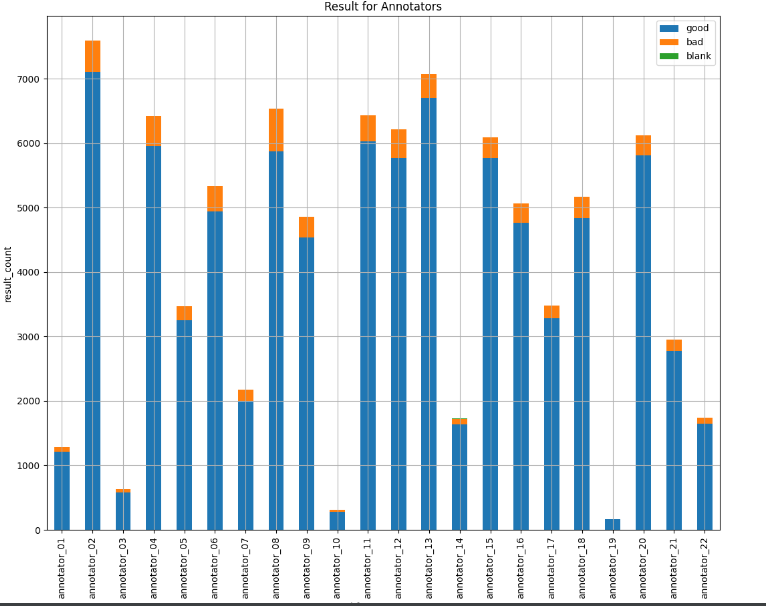 Result for Annotators
good
bad
blank
result_count
7000
6000
5000
4000
3000
2000
1000
0
annotator_01
annotator_02
annotator_03
annotator_04
annotator_05
annotator_06
annotator_07
annotator_08
annotator_09
annotator_10
annotator_11
annotator_12
annotator_13
annotator_14
annotator_15
annotator_16
annotator_17
annotator_18
annotator_19
annotator_20
annotator_21
annotator_22